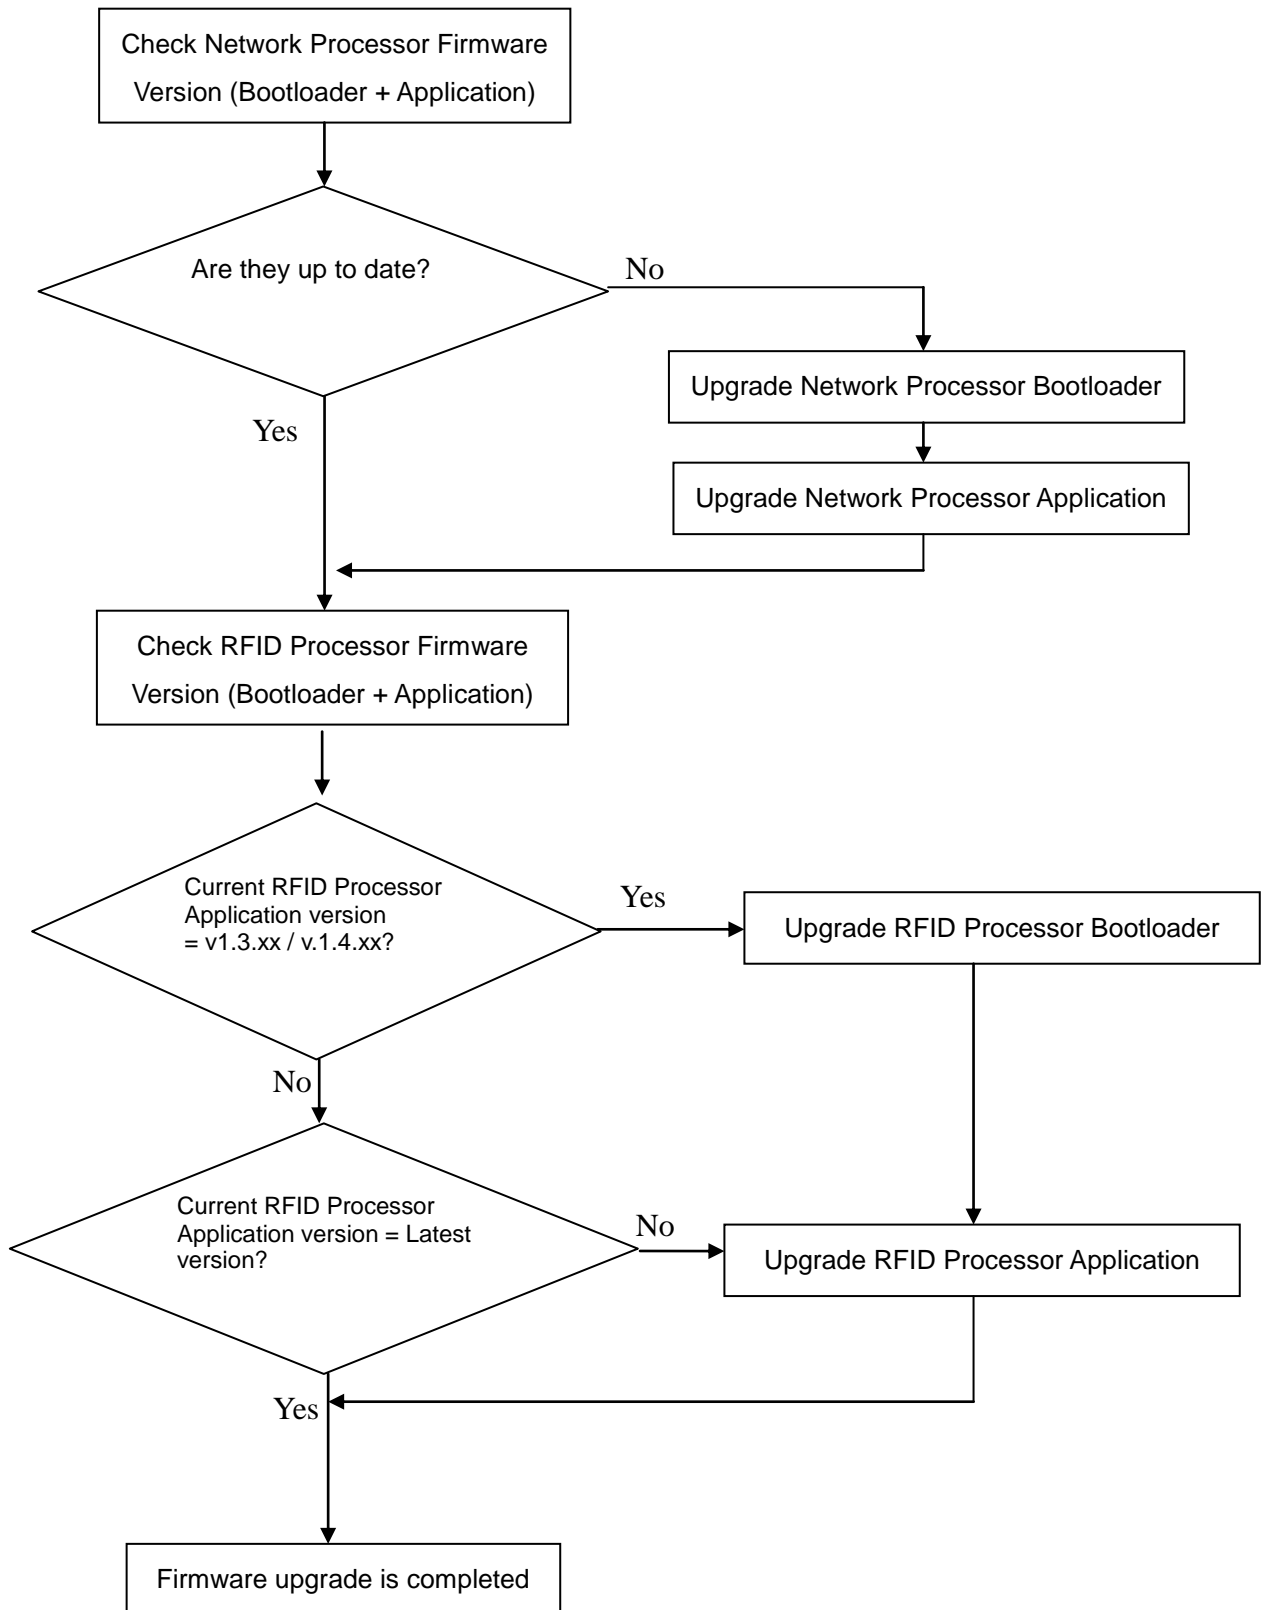 Check Network Processor Firmware
Version (Bootloader + Application)
Are they up to date?
No
Upgrade Network Processor Bootloader
Yes
Upgrade Network Processor Application
Check RFID Processor Firmware
Version (Bootloader + Application)
Current RFID Processor
Application version
= v1.3.xx / v.1.4.xx?
Yes
Upgrade RFID Processor Bootloader
No
Current RFID Processor
Application version = Latest
version?
No
Upgrade RFID Processor Application
Yes
Firmware upgrade is completed